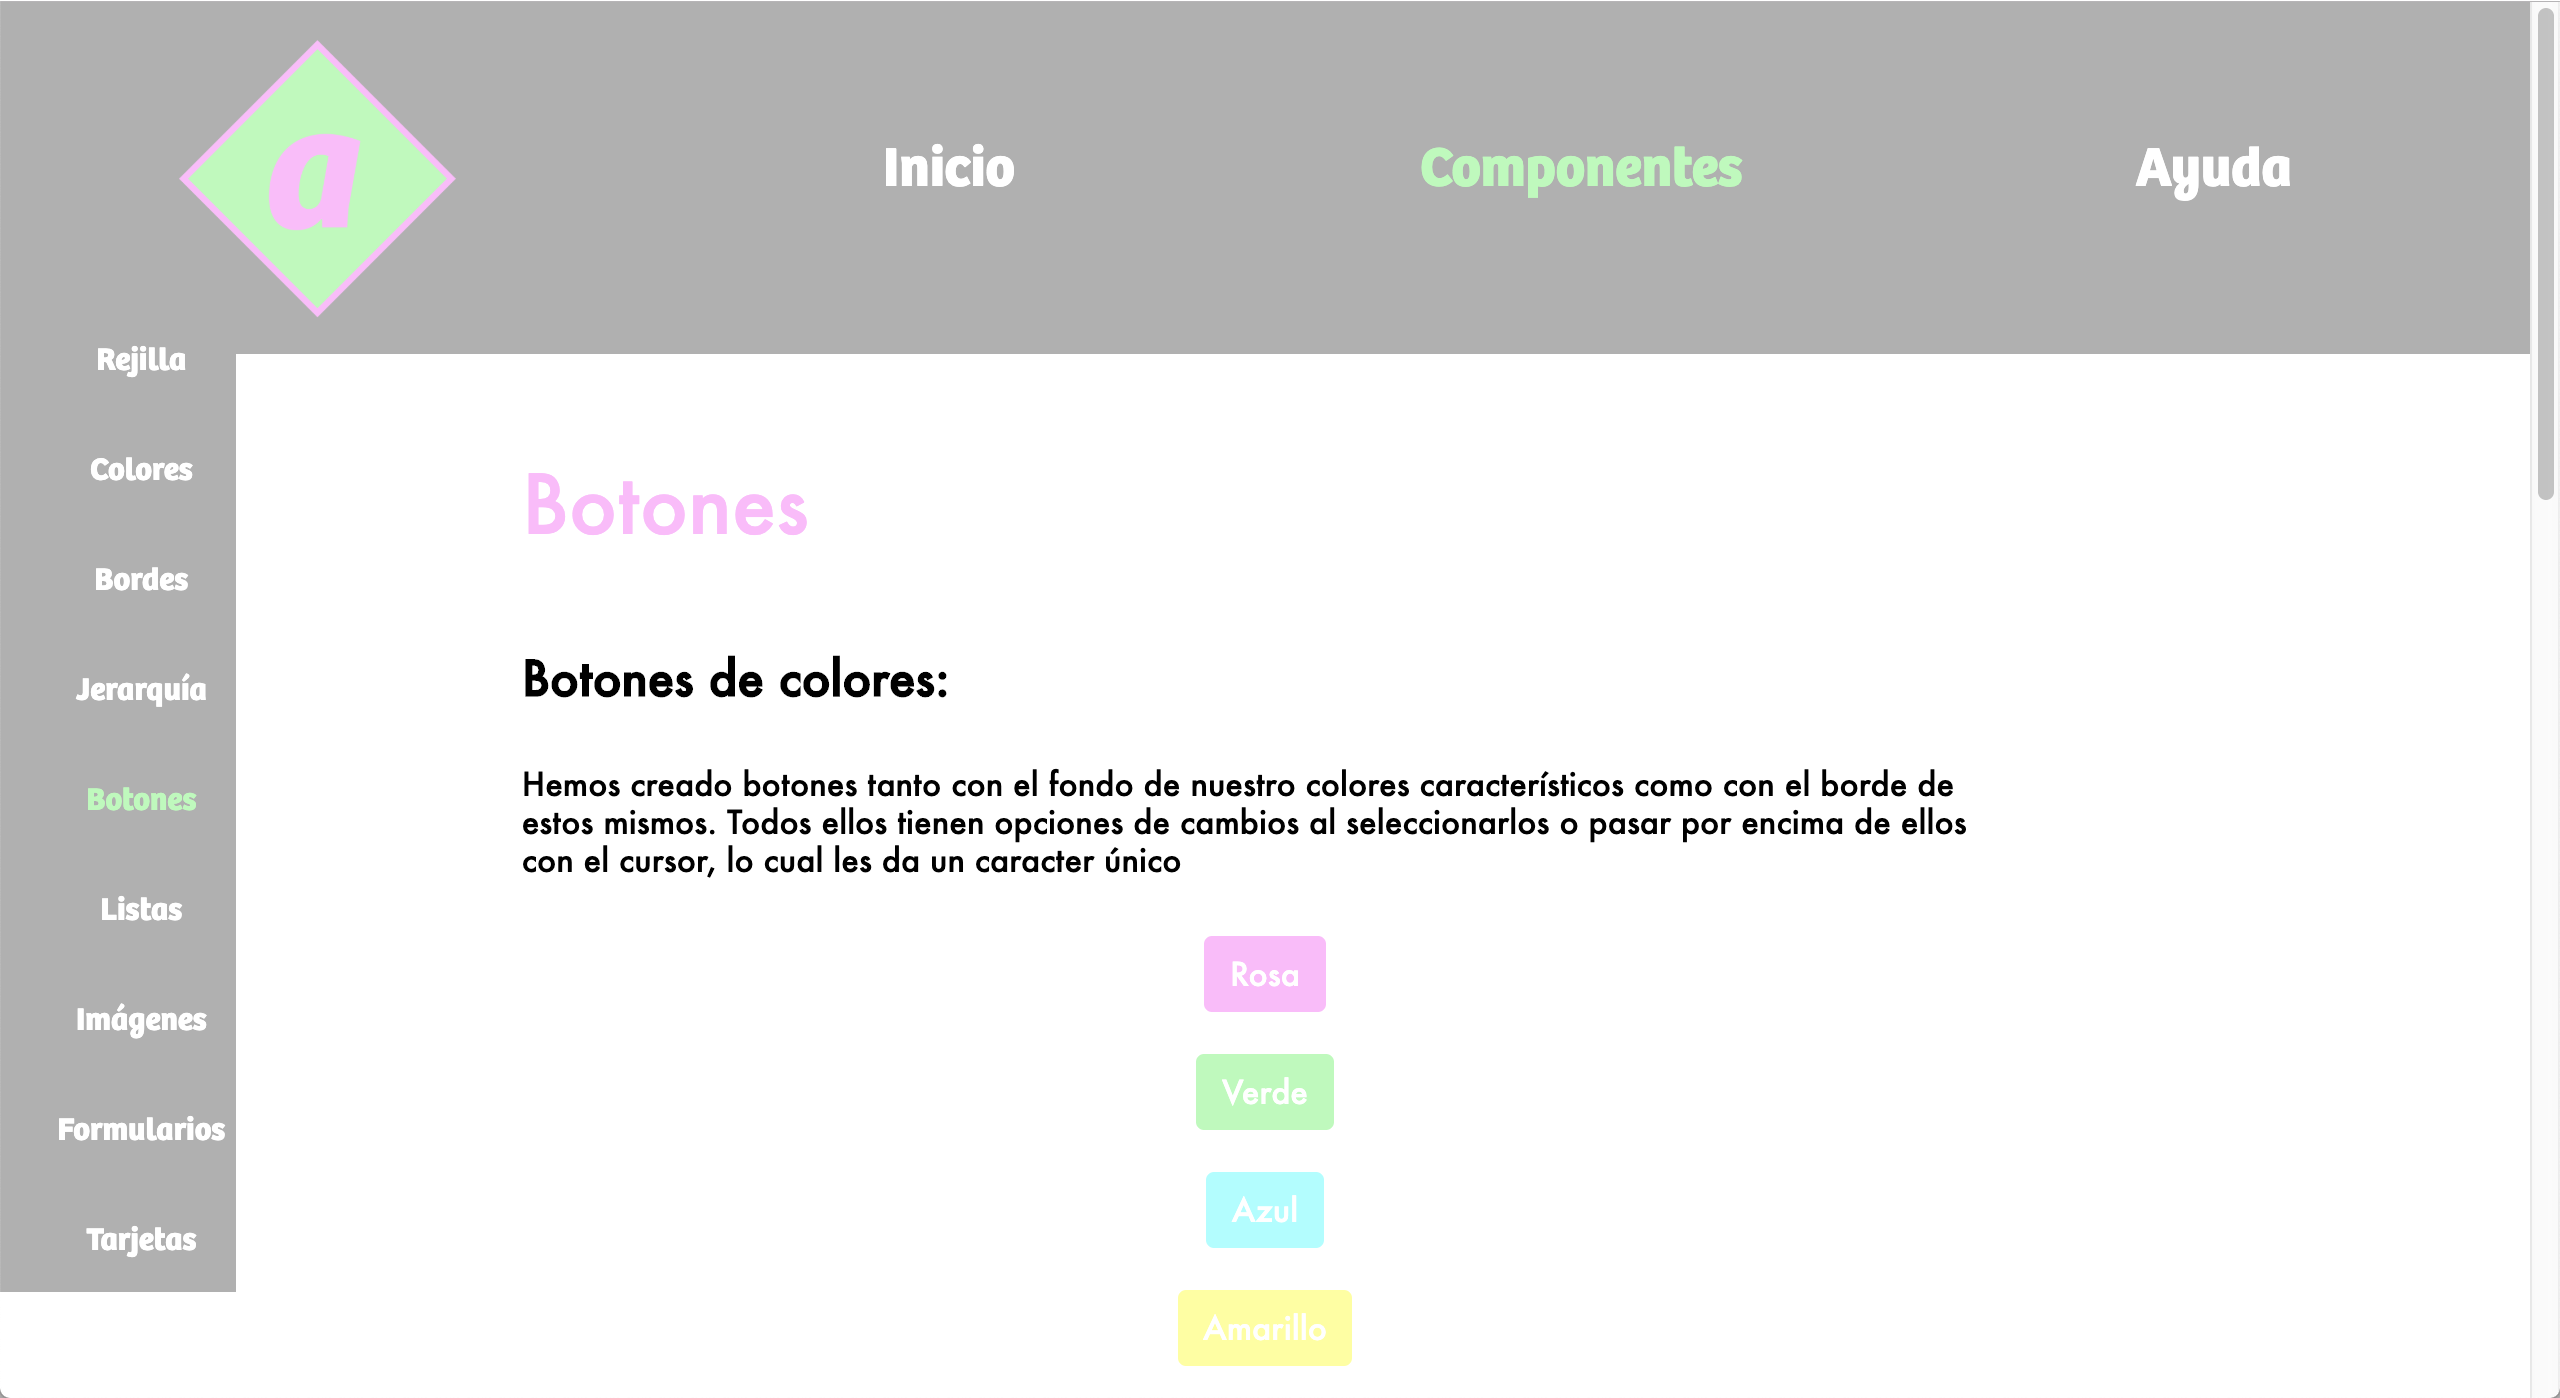 a
Inicio
Componentes
Ayuda
Rejilla
Colores
Bordes
Jerarquía
Botones
Listas
Imágenes
Formularios
Tarjetas
Botones
Botones de colores:
Hemos creado botones tanto con el fondo de nuestro colores característicos como con el borde de
estos mismos. Todos ellos tienen opciones de cambios al seleccionarlos o pasar por encima de ellos
con el cursor, lo cual les da un caracter único
Rosa
Verde
Azul
Amarillo